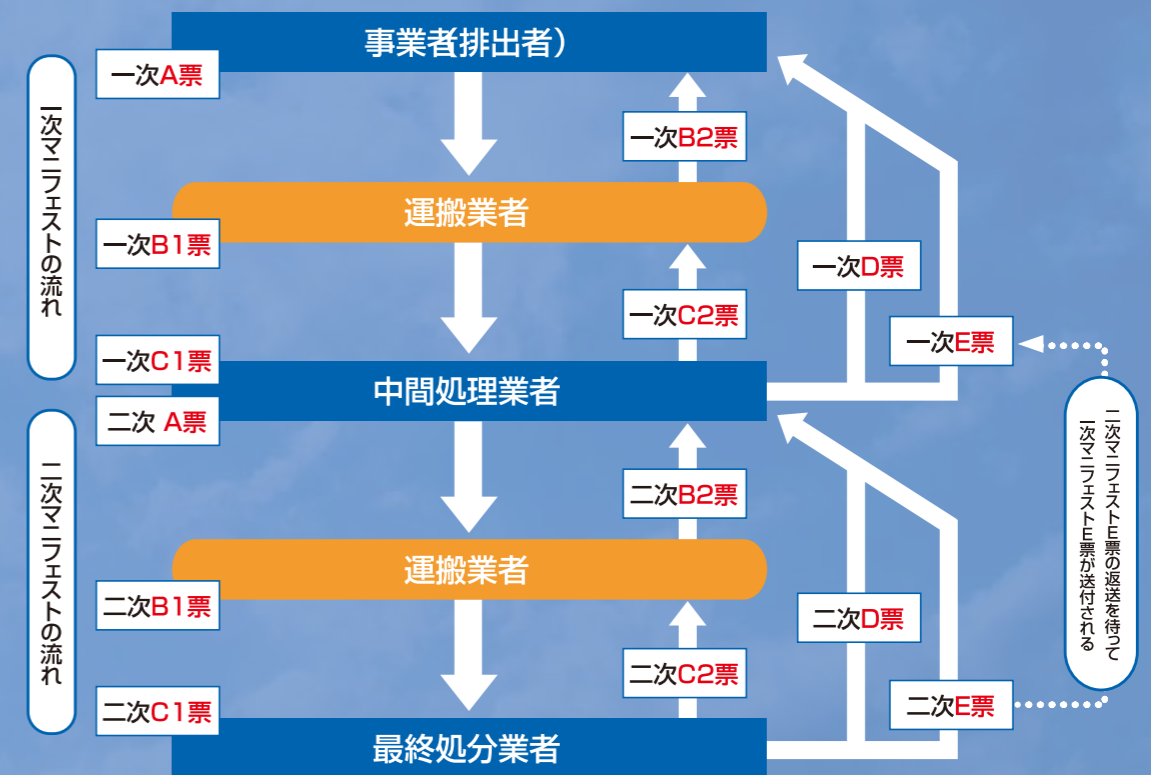 事業者(排出者)
一次A票
一次マニフェストの流れ
一次B2票
運搬業者
一次B1票
一次D票
一次C2票
一次E票
一次C1票
中間処理業者
二次 A票
二次マニフェストE票の返送を待って
一次マニフェストE票が送付される
二次マニフェストの流れ
二次B2票
運搬業者
二次B1票
二次D票
二次C2票
二次E票
二次C1票
最終処分業者